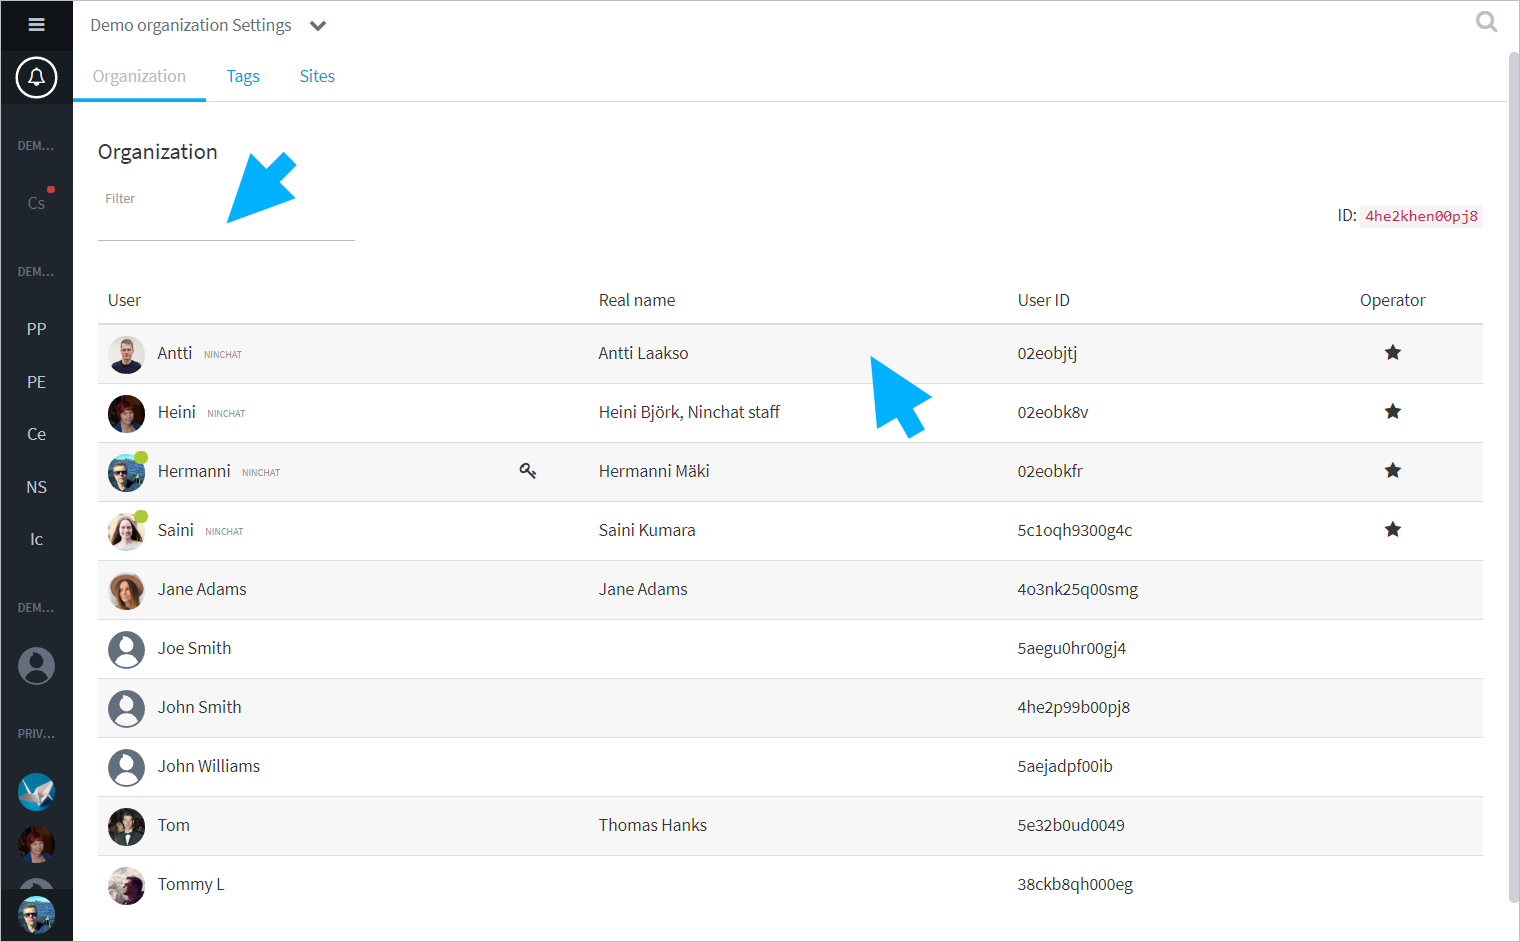 Demo organization Settings
Organization Tags Sites
DEM...
Cs
DEM...
PP
PE
Ce
NS
Ic
DEM...
PRIV...
Organization
Filter
ID: 4he2khen00pj8
User Real name User ID Operator
Antti NINCHAT Antti Laakso 02eobjtj
Heini NINCHAT Heini Björk, Ninchat staff 02eobk8v
Hermanni NINCHAT Hermanni Mäki 02eobkfr
Saini NINCHAT Saini Kumara 5c1oqh9300g4c
Jane Adams Jane Adams 4o3nk25q00smg
Joe Smith 5aegu0hr00gj4
John Smith 4he2p99b00pj8
John Williams 5aejadpf00ib
Tom Thomas Hanks 5e32b0ud0049
Tommy L 38ckb8qh000eg